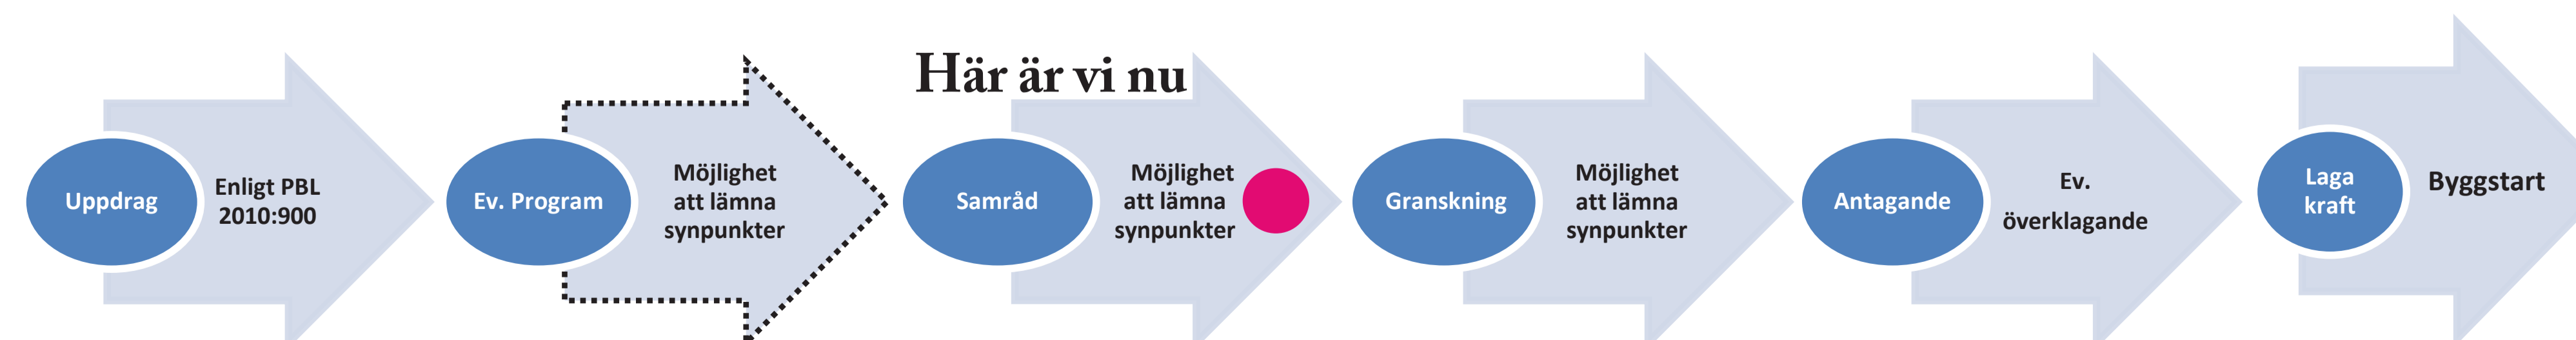 Här är vi nu
Uppdrag
Enligt PBL
2010:900
Ev. Program
Möjlighet
att lämna
synpunkter
Samråd
Möjlighet
att lämna
synpunkter
Granskning
Möjlighet
att lämna
synpunkter
Antagande
Ev.
överklagande
Laga
kraft
Byggstart